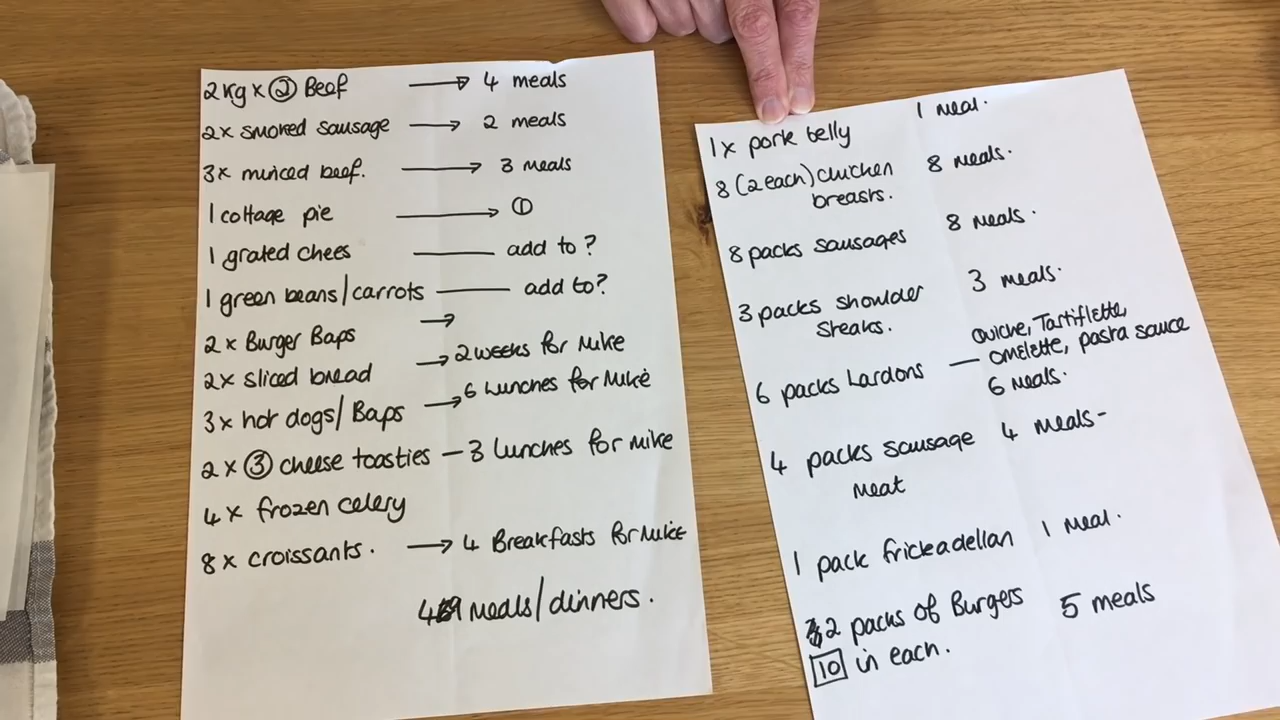 2kg x ② Beef → 4 meals
2x smoked sausage → 2 meals
3x minced beef. → 3 meals
1 cottage pie → ①
1 grated chees — add to?
1 green beans/carrots — add to?
2x Burger Baps →
2x sliced bread → 2 weeks for Mike
3x hot dogs/Baps → 6 Lunches for Mike
2 x ③ cheese toasties — 3 Lunches for Mike
4x frozen celery
8x croissants. → 4 Breakfasts for Mike
49 meals/dinners.
1x pork belly 1 meal.
8 (2 each) chicken 8 meals.
breasts.
8 packs sausages 8 meals.
3 packs shoulder 3 meals.
steaks.
Quiche, Tartiflette,
6 packs Lardons — omelette, pasta sauce
6 meals.
4 packs sausage 4 meals-
meat
1 pack frickadellan 1 meal.
2 packs of Burgers 5 meals
10 in each.